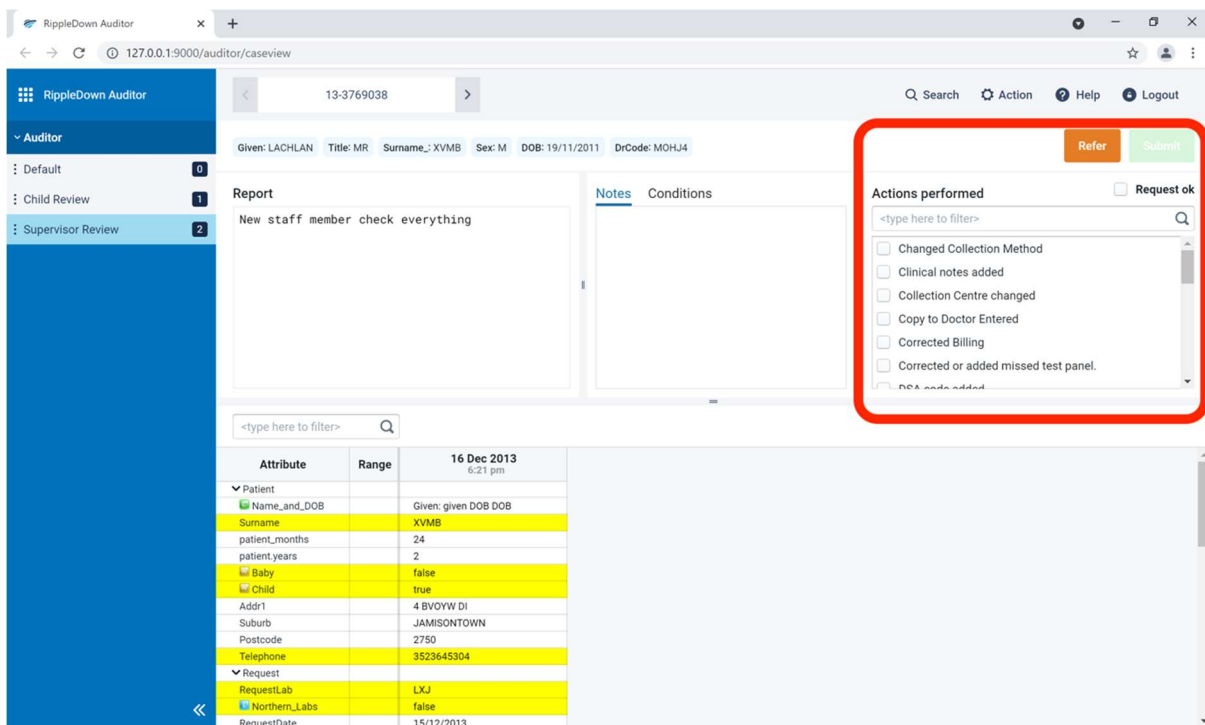 RippleDown Auditor
127.0.0.1:9000/auditor/caseview
RippleDown Auditor
13-3769038
Search Action Help Logout
Auditor
Default 0
Child Review 1
Supervisor Review 2
Given: LACHLAN Title: MR Surname_: XVMB Sex: M DOB: 19/11/2011 DrCode: MOHJ4
Refer Submit
Report
New staff member check everything
Notes Conditions
Actions performed Request ok
<type here to filter>
Changed Collection Method
Clinical notes added
Collection Centre changed
Copy to Doctor Entered
Corrected Billing
Corrected or added missed test panel.
DSA code added
<type here to filter>
Attribute Range 16 Dec 2013
6:21 pm
Patient
Name_and_DOB Given: given DOB DOB
Surname XVMB
patient_months 24
patient.years 2
Baby false
Child true
Addr1 4 BVOYW DI
Suburb JAMISONTOWN
Postcode 2750
Telephone 3523645304
Request
RequestLab LXJ
Northern_Labs false
RequestDate 15/12/2013